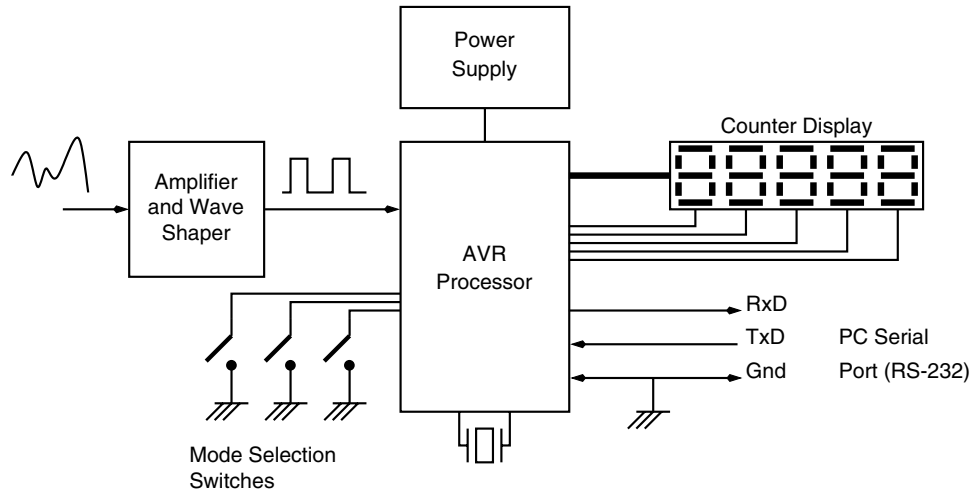 Power
Supply
Counter Display
Amplifier
and Wave
Shaper
AVR
Processor
RxD
TxD
PC Serial
Gnd
Port (RS-232)
Mode Selection
Switches